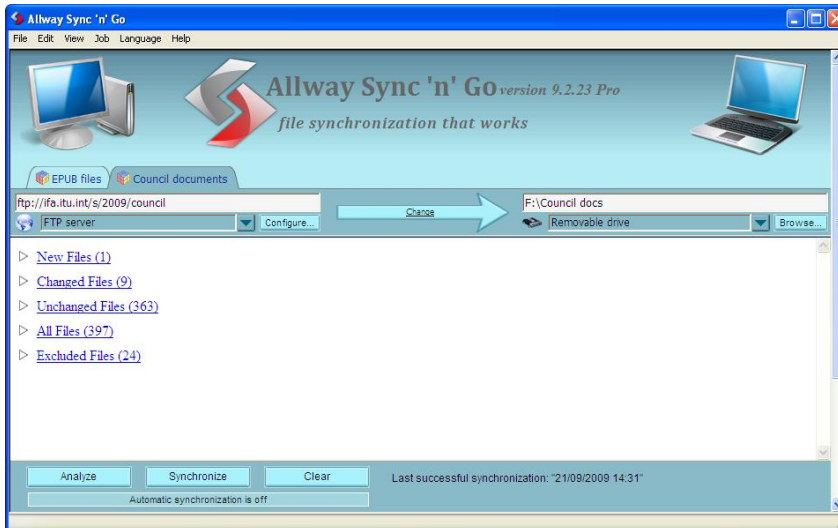 Allway Sync 'n' Go
File Edit View Job Language Help
Allway Sync 'n' Go version 9.2.23 Pro
file synchronization that works
EPUB files Council documents
ftp://ifa.itu.int/s/2009/council
Change
F:\Council docs
FTP server
Configure...
Removable drive
Browse...
New Files (1)
Changed Files (9)
Unchanged Files (363)
All Files (397)
Excluded Files (24)
Analyze Synchronize Clear
Last successful synchronization: "21/09/2009 14:31"
Automatic synchronization is off